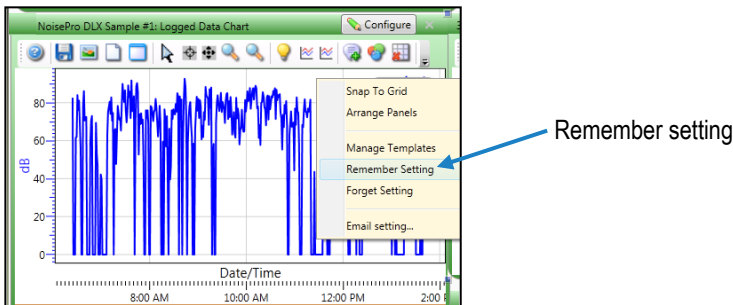 NoisePro DLX Sample #1: Logged Data Chart
Configure
Snap To Grid
Arrange Panels
Manage Templates
Remember Setting
Forget Setting
Email setting...
Remember setting
dB
80
60
40
20
0
Date/Time
8:00 AM 10:00 AM 12:00 PM 2:00